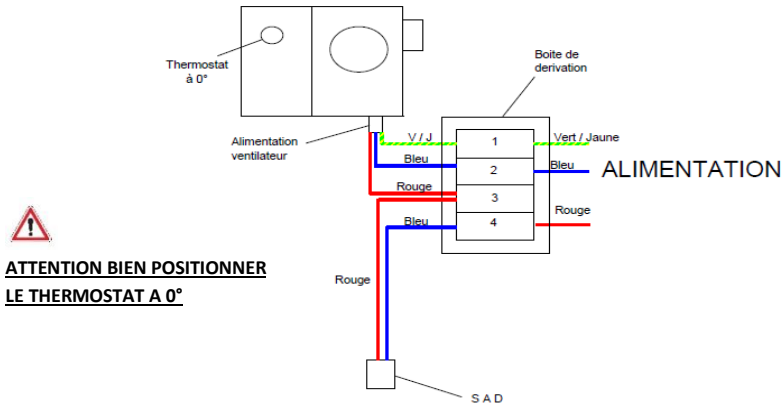 Thermostat
à 0°
Boite de
derivation
Alimentation
ventilateur
V / J
1
Vert / Jaune
Bleu
2
Bleu
ALIMENTATION
Rouge
3
Bleu
4
Rouge
ATTENTION BIEN POSITIONNER
LE THERMOSTAT A 0°
Rouge
S A D